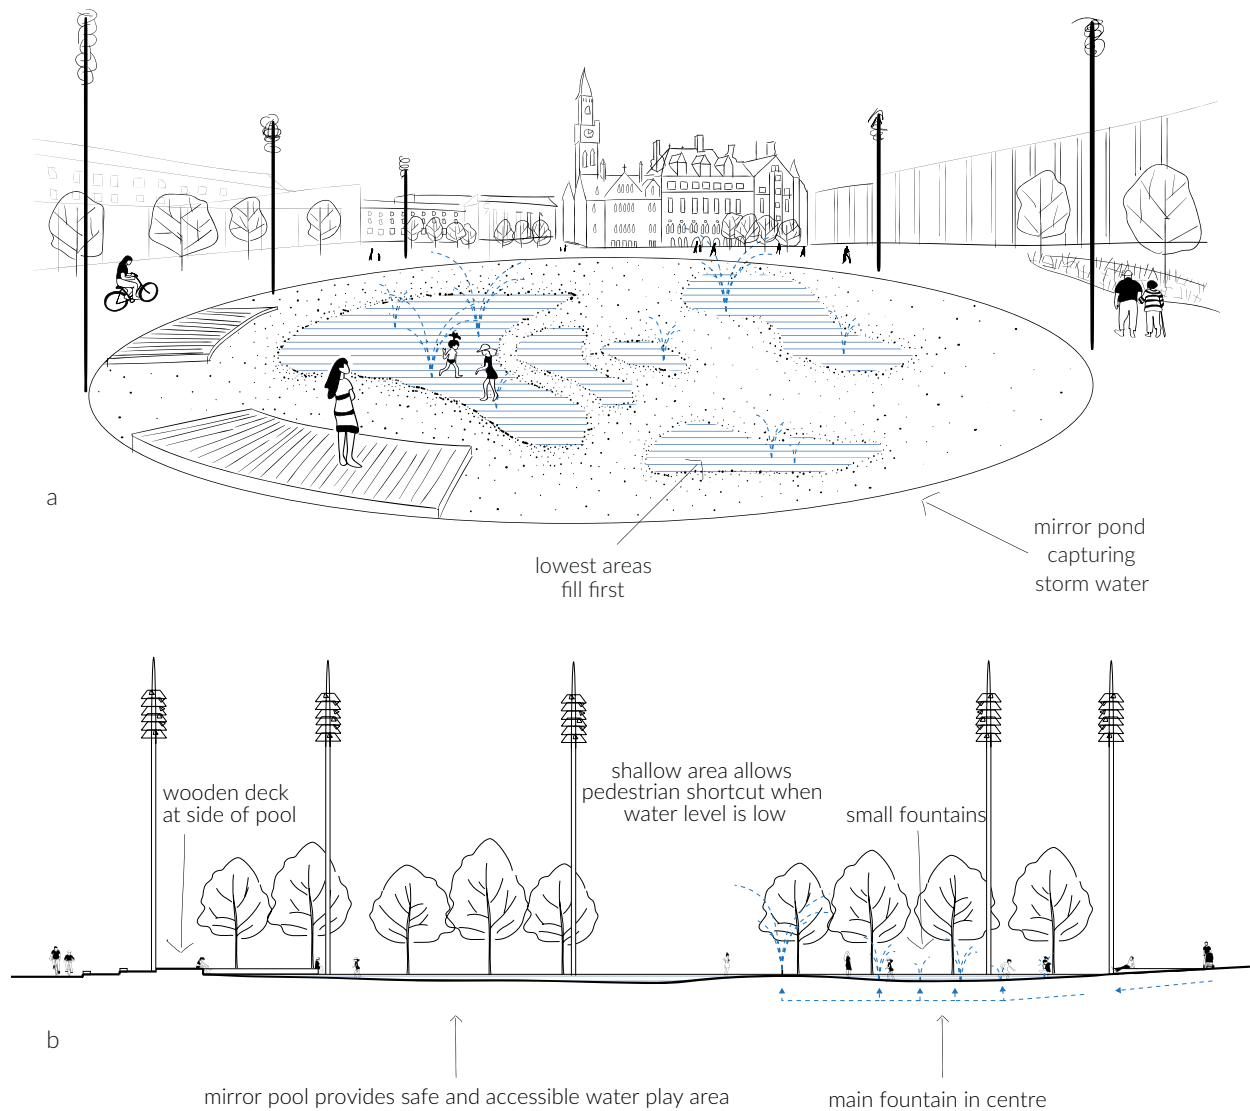 a
lowest areas
fill first
mirror pond
capturing
storm water
wooden deck
at side of pool
shallow area allows
pedestrian shortcut when
water level is low
small fountains
b
mirror pool provides safe and accessible water play area
main fountain in centre